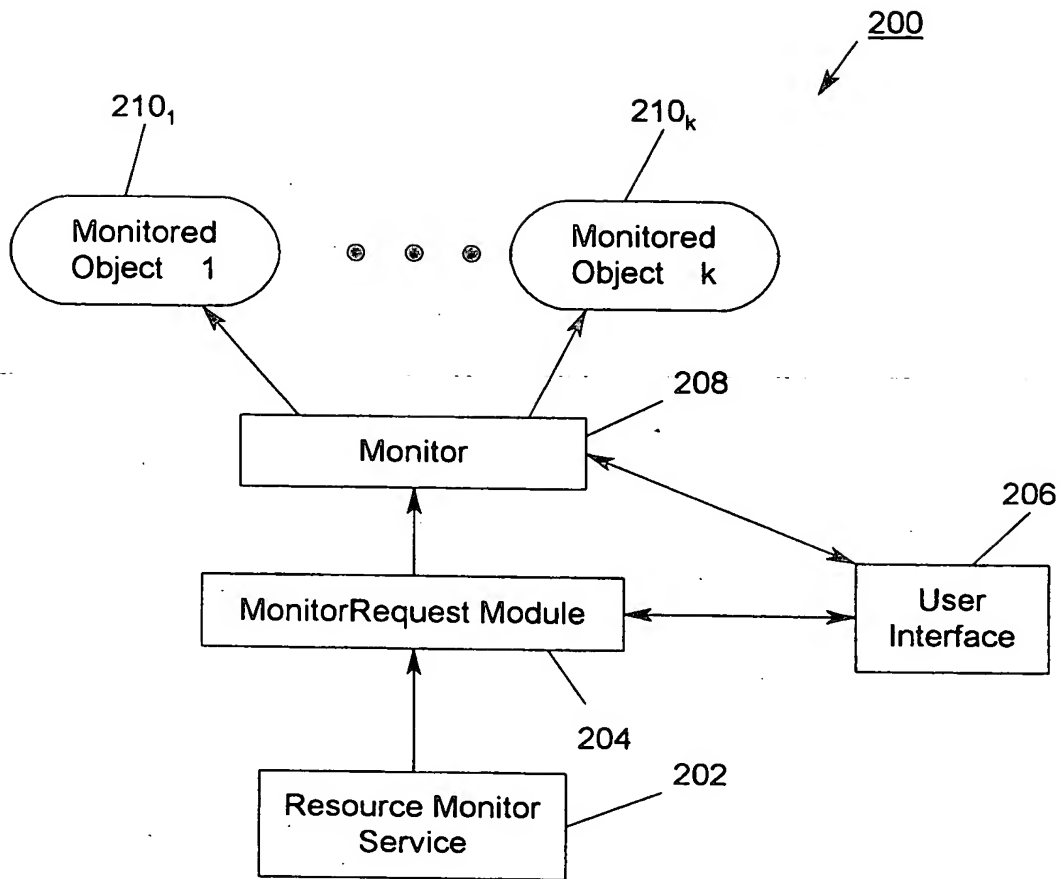 200
210₁
210ₖ
Monitored
Object 1
Monitored
Object k
208
Monitor
206
MonitorRequest Module
User
Interface
204
202
Resource Monitor
Service